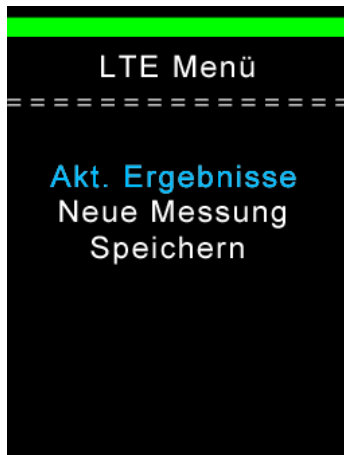 LTE Menü
================
Akt. Ergebnisse
Neue Messung
Speichern